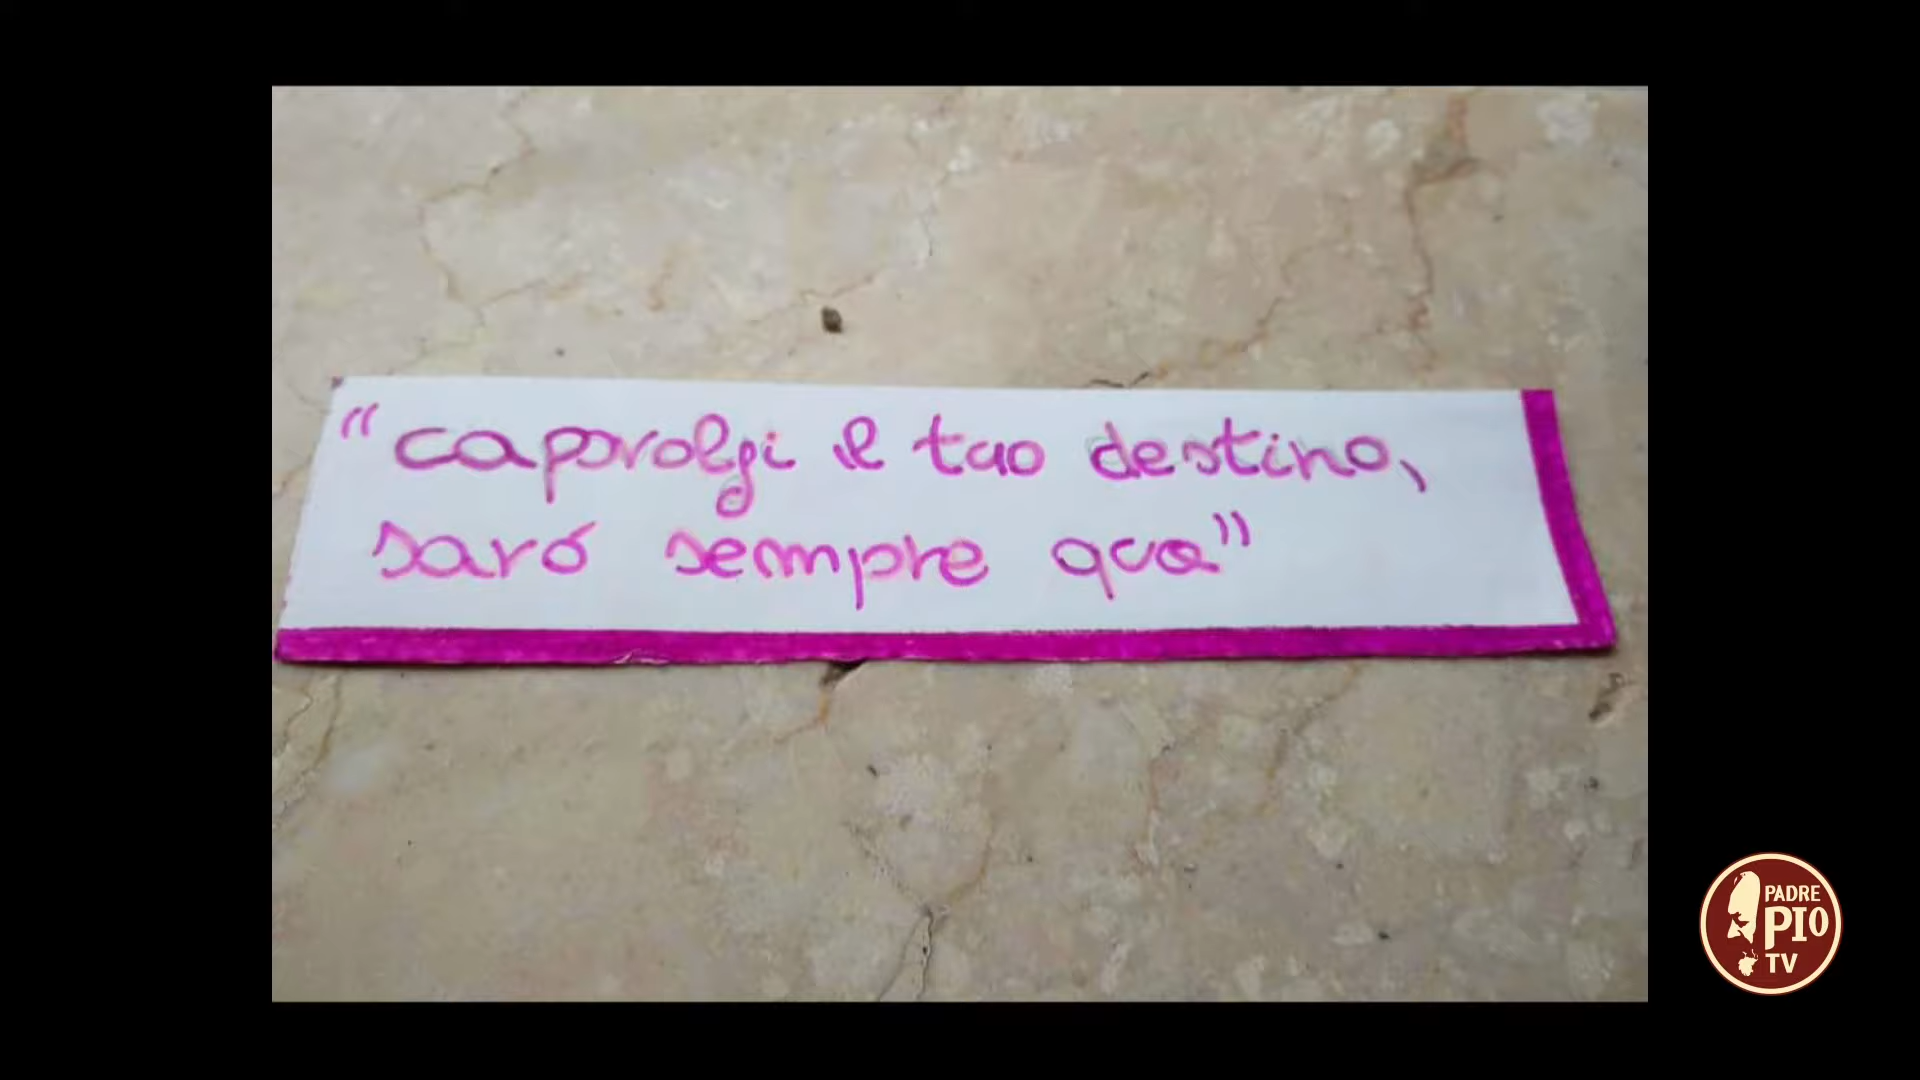 “capovolgi il tuo destino,
sarò sempre qua”
PADRE
PIO
TV